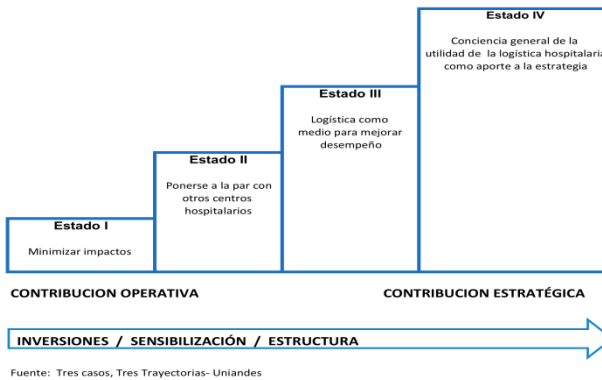 Estado IV
Conciencia general de la
utilidad de la logística hospitalaria
como aporte a la estrategia
Estado III
Logística como
medio para mejorar
desempeño
Estado II
Ponerse a la par con
otros centros
hospitalarios
Estado I
Minimizar impactos
CONTRIBUCION OPERATIVA
CONTRIBUCION ESTRATÉGICA
INVERSIONES / SENSIBILIZACIÓN / ESTRUCTURA
Fuente: Tres casos, Tres Trayectorias- Uniandes